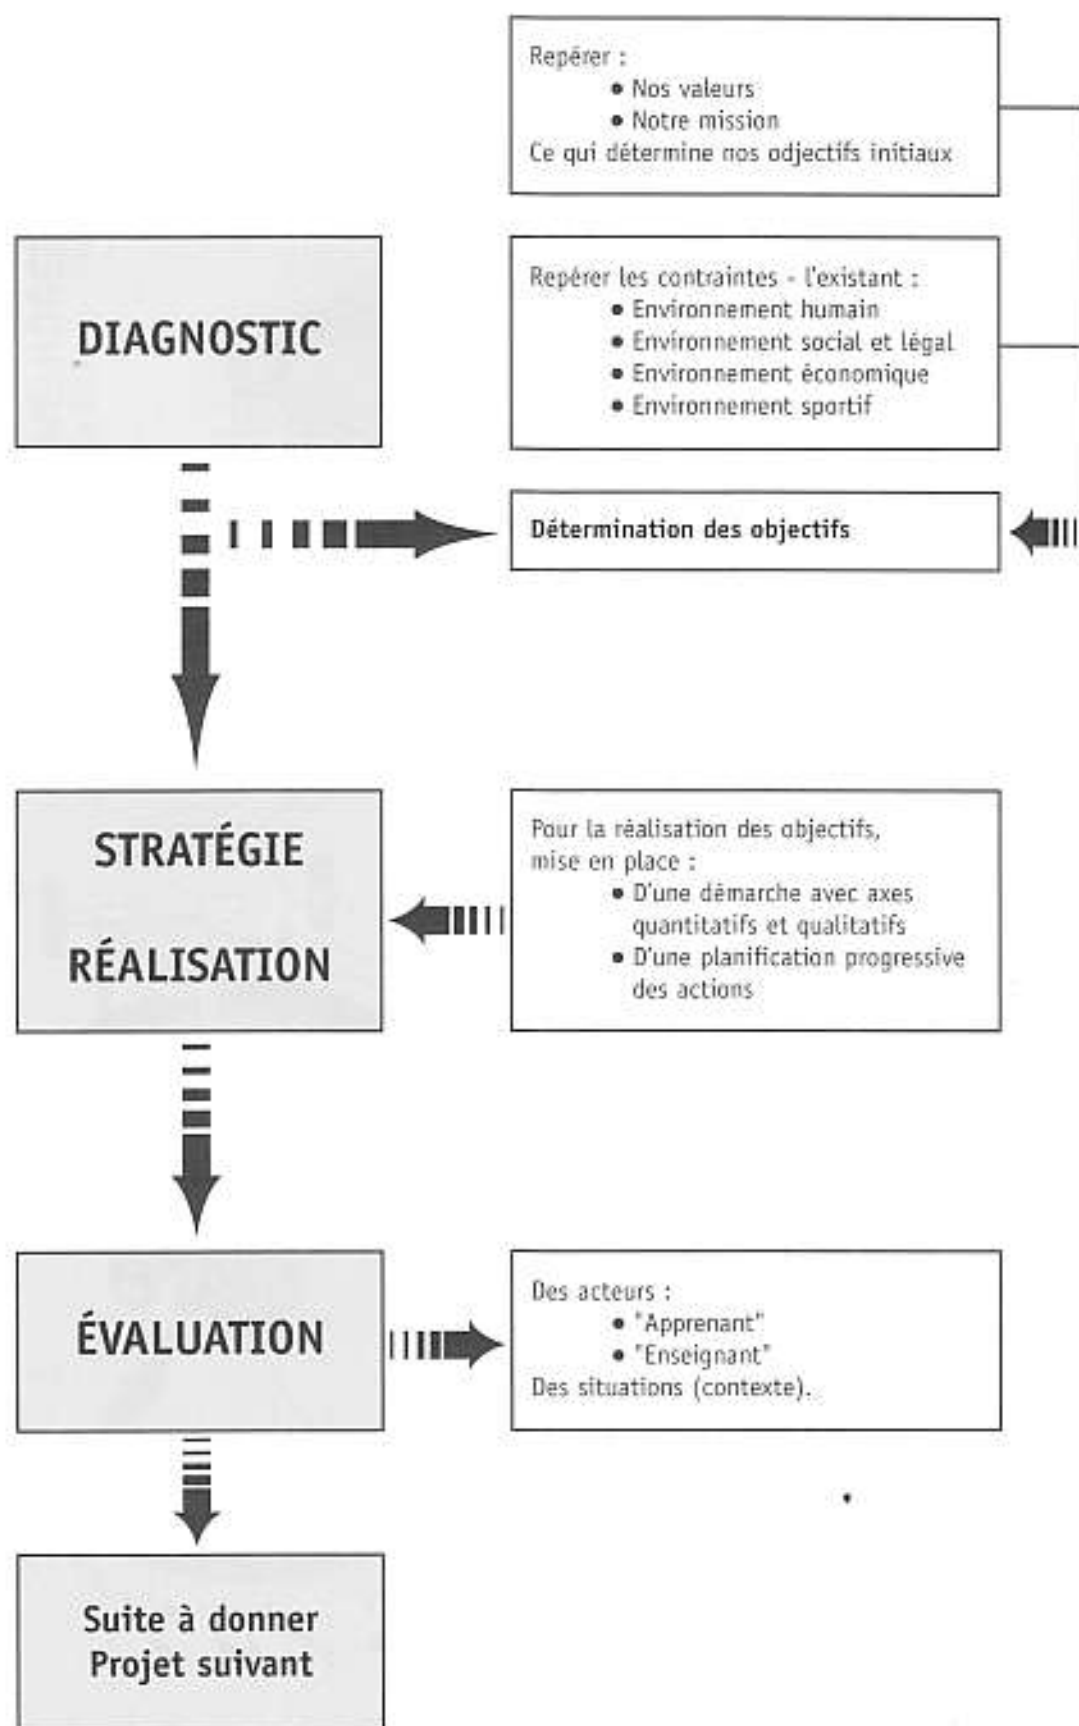 Repérer :
● Nos valeurs
● Notre mission
Ce qui détermine nos odjectifs initiaux
DIAGNOSTIC
Repérer les contraintes - l'existant :
● Environnement humain
● Environnement social et légal
● Environnement économique
● Environnement sportif
Détermination des objectifs
STRATÉGIE
RÉALISATION
Pour la réalisation des objectifs,
mise en place :
● D'une démarche avec axes
quantitatifs et qualitatifs
● D'une planification progressive
des actions
ÉVALUATION
Des acteurs :
● "Apprenant"
● "Enseignant"
Des situations (contexte).
Suite à donner
Projet suivant